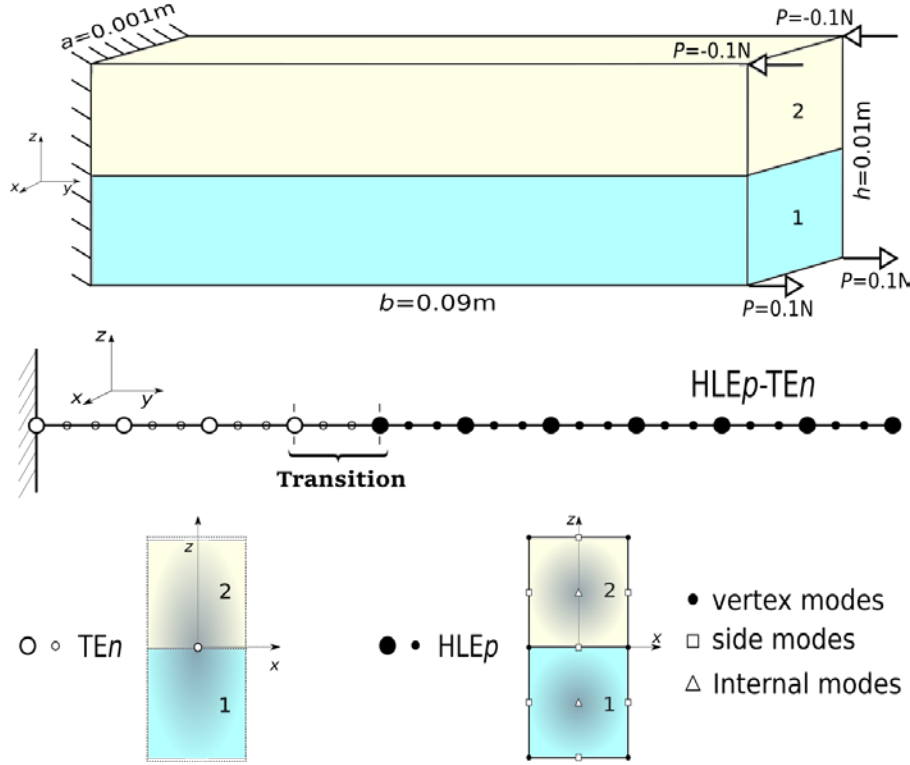 a=0.001m
P=-0.1N
P=-0.1N
2
h=0.01m
z
x
y
1
P=0.1N
P=0.1N
b=0.09m
z
x
y
HLEp-TEn
Transition
z
2
TEn
x
1
z
2
HLEp
x
1
vertex modes
side modes
Internal modes